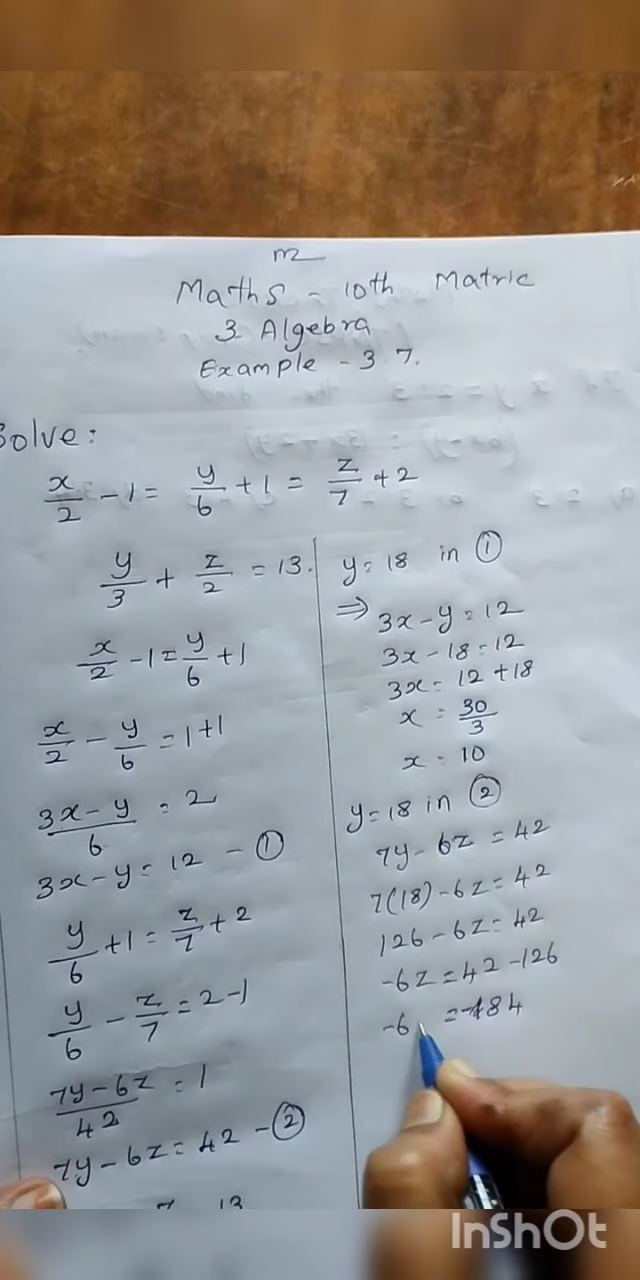 Maths - 10th Matric
3 Algebra
Example - 3.7.
Solve:
x/2 - 1 = y/6 + 1 = z/7 + 2
y/3 + z/2 = 13.
x/2 - 1 = y/6 + 1
x/2 - y/6 = 1+1
3x-y/6 = 2
3x-y = 12 - ①
y/6 + 1 = z/7 + 2
y/6 - z/7 = 2-1
7y-6z/42 = 1
7y-6z = 42 - ②
y=18 in ①
⇒ 3x-y=12
3x-18=12
3x = 12+18
x = 30/3
x = 10
y=18 in ②
7y-6z = 42
7(18)-6z = 42
126-6z = 42
-6z = 42-126
-6 = -84
InShOt